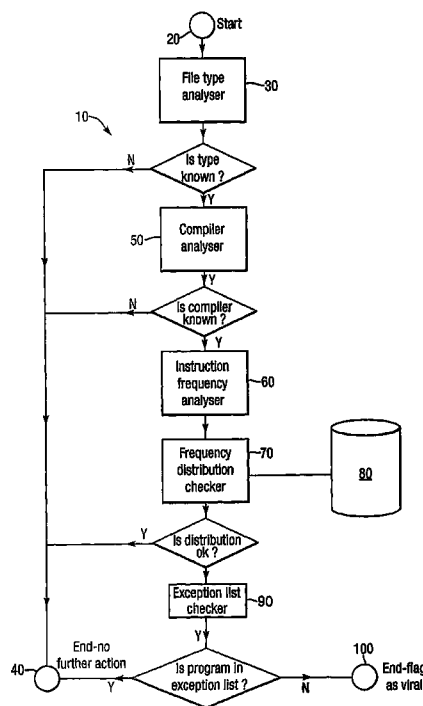 20
Start
File type
analyser
30
10
N
Is type
known ?
Y
50
Compiler
analyser
Y
N
Is compiler
known ?
Y
Instruction
frequency
analyser
60
70
Frequency
distribution
checker
80
Y
Is distribution
ok ?
Exception list
checker
90
Y
End-no
further action
40
Y
Is program in
exception list ?
N
100
End-flag
as viral